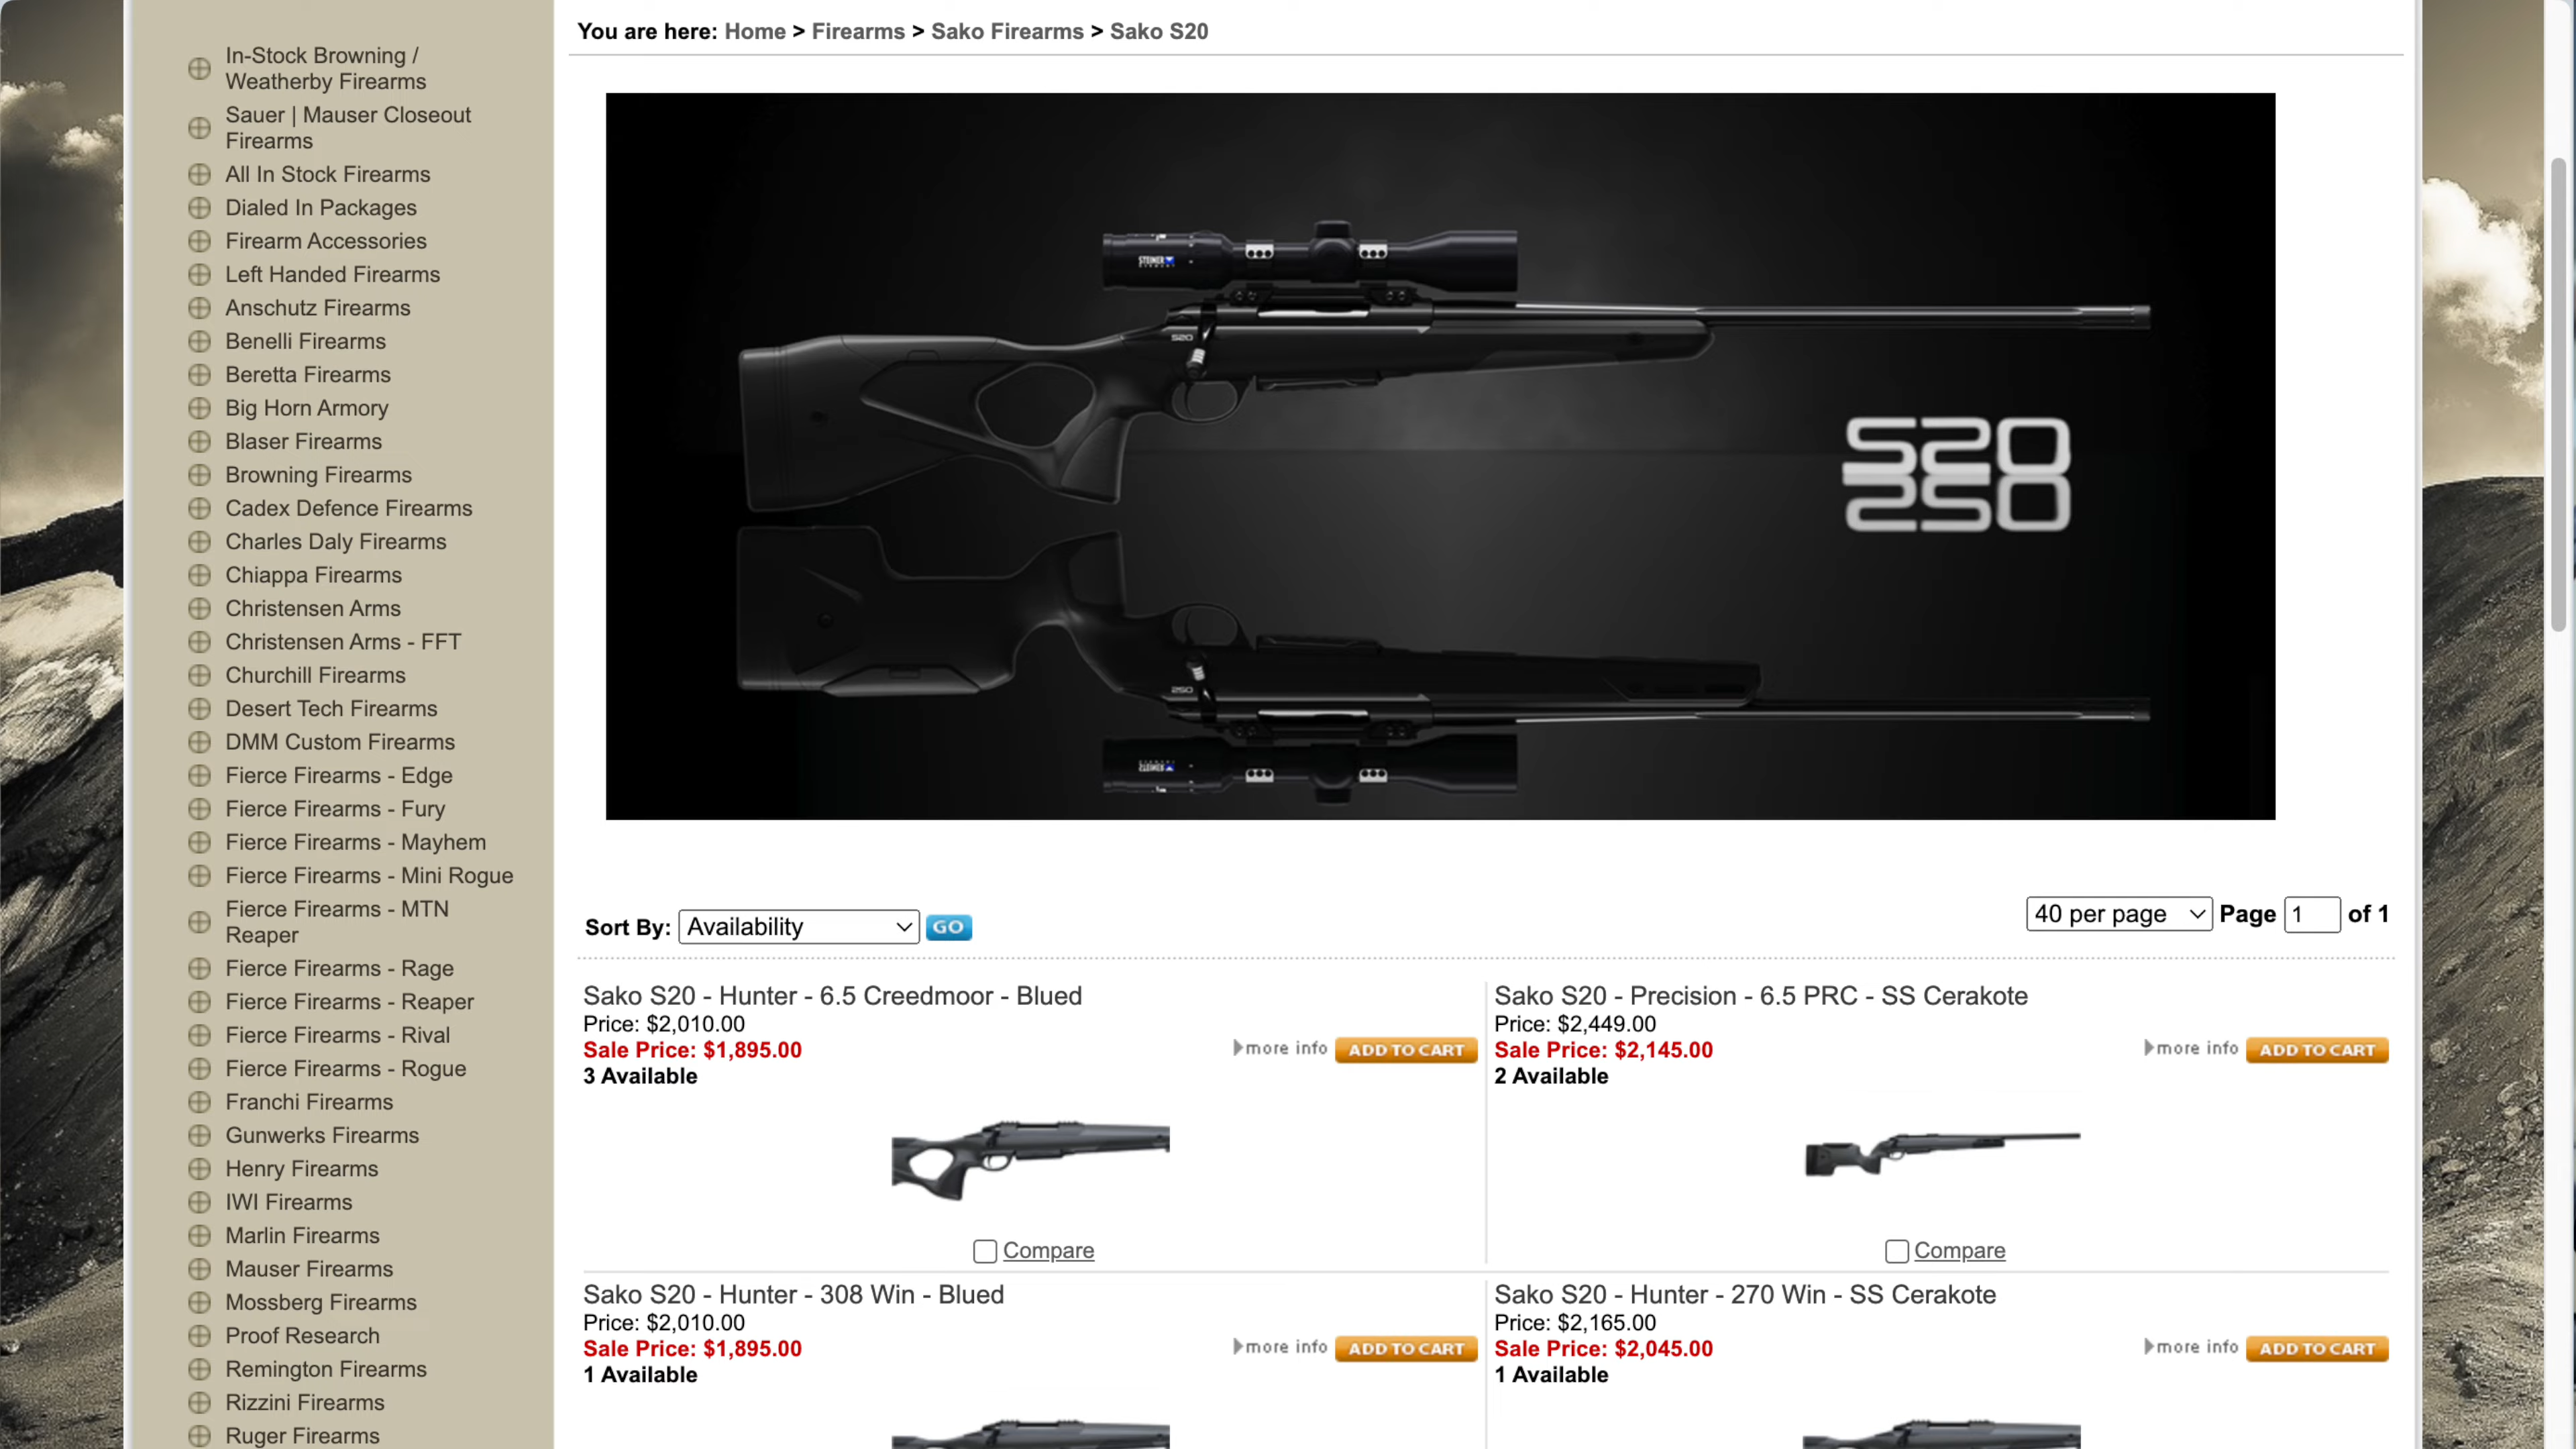 In-Stock Browning /
Weatherby Firearms
Sauer | Mauser Closeout
Firearms
All In Stock Firearms
Dialed In Packages
Firearm Accessories
Left Handed Firearms
Anschutz Firearms
Benelli Firearms
Beretta Firearms
Big Horn Armory
Blaser Firearms
Browning Firearms
Cadex Defence Firearms
Charles Daly Firearms
Chiappa Firearms
Christensen Arms
Christensen Arms - FFT
Churchill Firearms
Desert Tech Firearms
DMM Custom Firearms
Fierce Firearms - Edge
Fierce Firearms - Fury
Fierce Firearms - Mayhem
Fierce Firearms - Mini Rogue
Fierce Firearms - MTN
Reaper
Fierce Firearms - Rage
Fierce Firearms - Reaper
Fierce Firearms - Rival
Fierce Firearms - Rogue
Franchi Firearms
Gunwerks Firearms
Henry Firearms
IWI Firearms
Marlin Firearms
Mauser Firearms
Mossberg Firearms
Proof Research
Remington Firearms
Rizzini Firearms
Ruger Firearms
You are here: Home > Firearms > Sako Firearms > Sako S20
STEINER
S20
S20
Sort By: Availability GO
40 per page Page 1 of 1
Sako S20 - Hunter - 6.5 Creedmoor - Blued
Price: $2,010.00
Sale Price: $1,895.00
3 Available
more info ADD TO CART
Compare
Sako S20 - Precision - 6.5 PRC - SS Cerakote
Price: $2,449.00
Sale Price: $2,145.00
2 Available
more info ADD TO CART
Compare
Sako S20 - Hunter - 308 Win - Blued
Price: $2,010.00
Sale Price: $1,895.00
1 Available
more info ADD TO CART
Sako S20 - Hunter - 270 Win - SS Cerakote
Price: $2,165.00
Sale Price: $2,045.00
1 Available
more info ADD TO CART